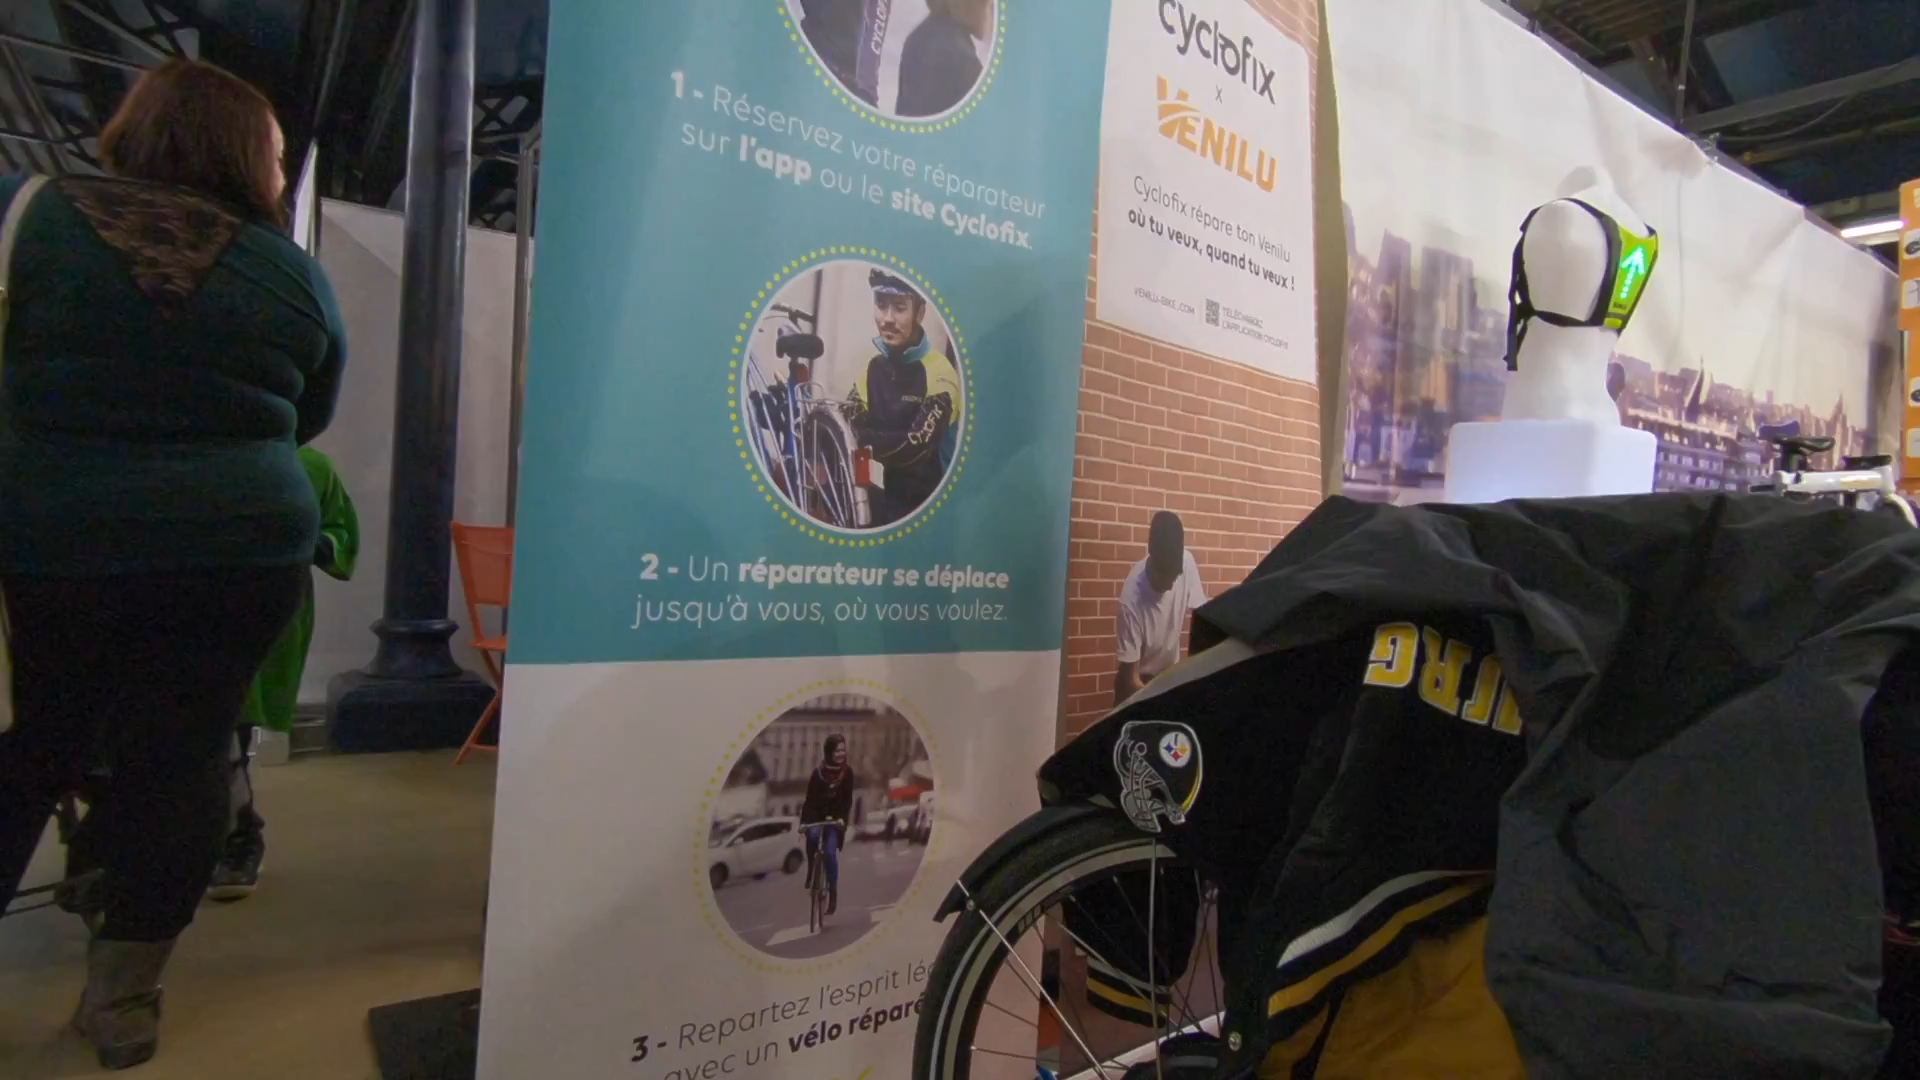 1 - Réservez votre réparateur
sur l'app ou le site Cyclofix.
2 - Un réparateur se déplace
jusqu'à vous, où vous voulez.
3 - Repartez l'esprit
avec un vélo réparé
cyclofix
x
VENILU
Cyclofix répare ton Venilu
où tu veux, quand tu veux !
VENILU-BIKE.COM
TÉLÉCHARGEZ
L'APPLICATION CYCLOFIX
CYCLOFIX
URG